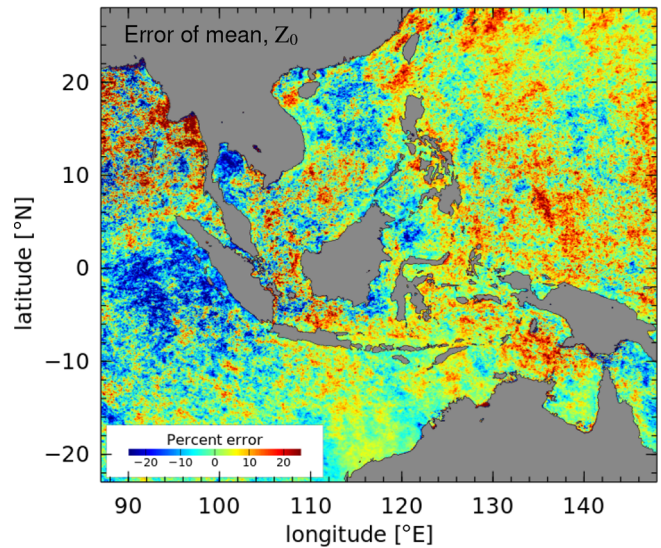 Error of mean, Z₀
20
10
0
−10
−20
latitude [°N]
Percent error
−20 −10 0 10 20
90 100 110 120 130 140
longitude [°E]